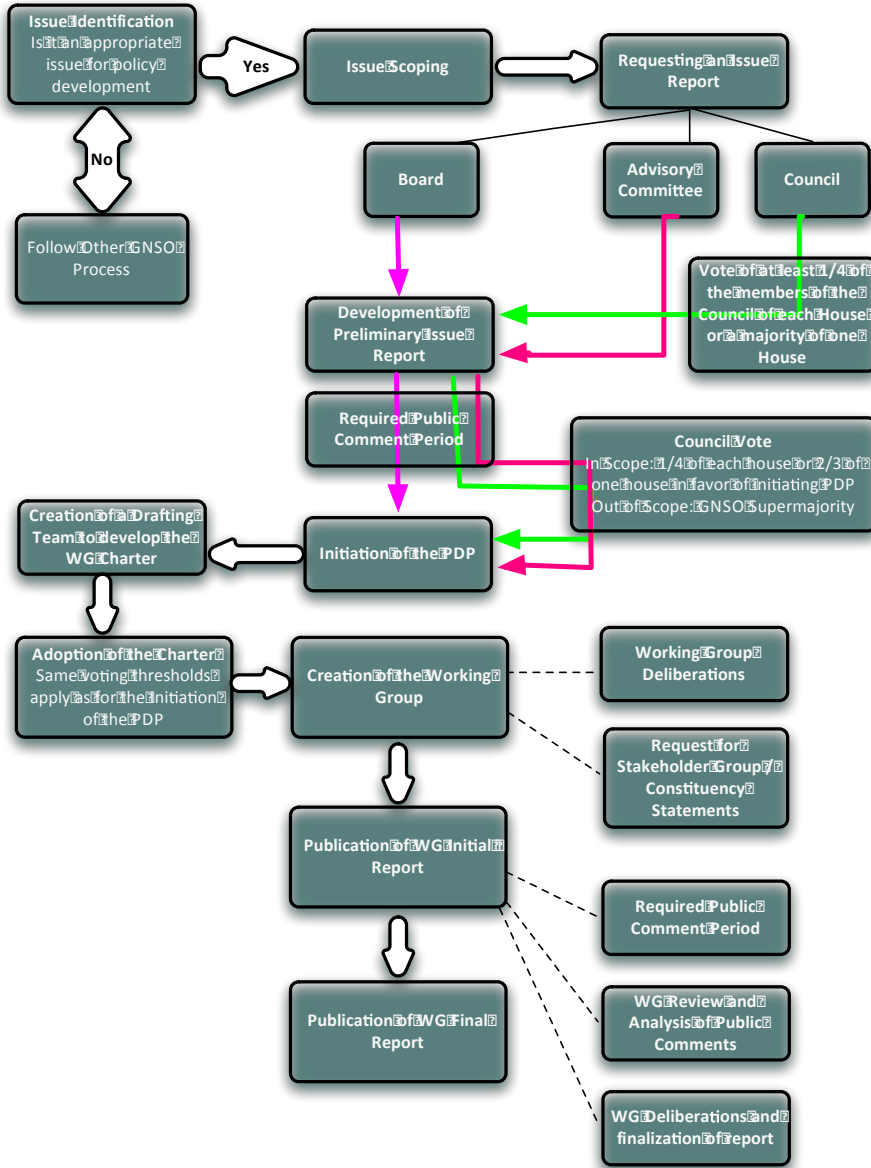 Issue Identification
Is it an appropriate
issue for policy
development
Yes
Issue Scoping
Requesting an Issue
Report
No
Board
Advisory
Committee
Council
Follow Other GNSO
Process
Vote of at least 1/4 of
the members of the
Council of each House
or a majority of one
House
Development of
Preliminary Issue
Report
Required Public
Comment Period
Council Vote
In Scope: 1/4 of each house or 2/3 of
one house in favor of initiating PDP
Out of Scope: GNSO Supermajority
Creation of a Drafting
Team to develop the
WG Charter
Initiation of the PDP
Adoption of the Charter
Same voting thresholds
apply as for the Initiation
of the PDP
Creation of the Working
Group
Working Group
Deliberations
Request for
Stakeholder Group /
Constituency
Statements
Publication of WG Initial
Report
Required Public
Comment Period
Publication of WG Final
Report
WG Review and
Analysis of Public
Comments
WG Deliberations and
finalization of report